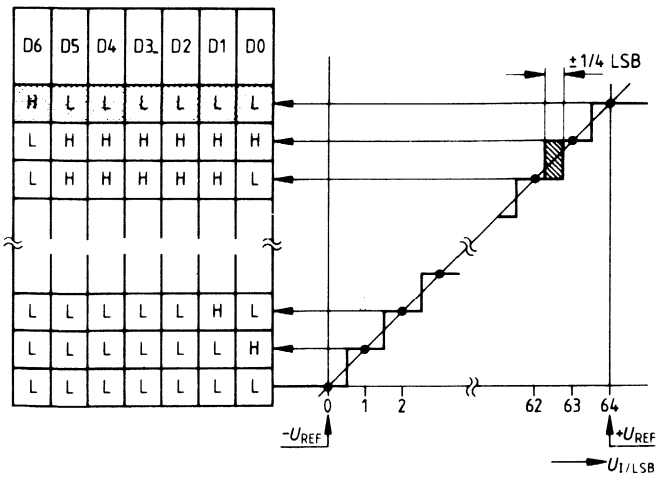 D6 D5 D4 D3 D2 D1 D0
±1/4 LSB
H L L L L L L
L H H H H H H
L H H H H H L
L L L L L H L
L L L L L L H
L L L L L L L
0 1 2 62 63 64
-UREF +UREF
UI/LSB